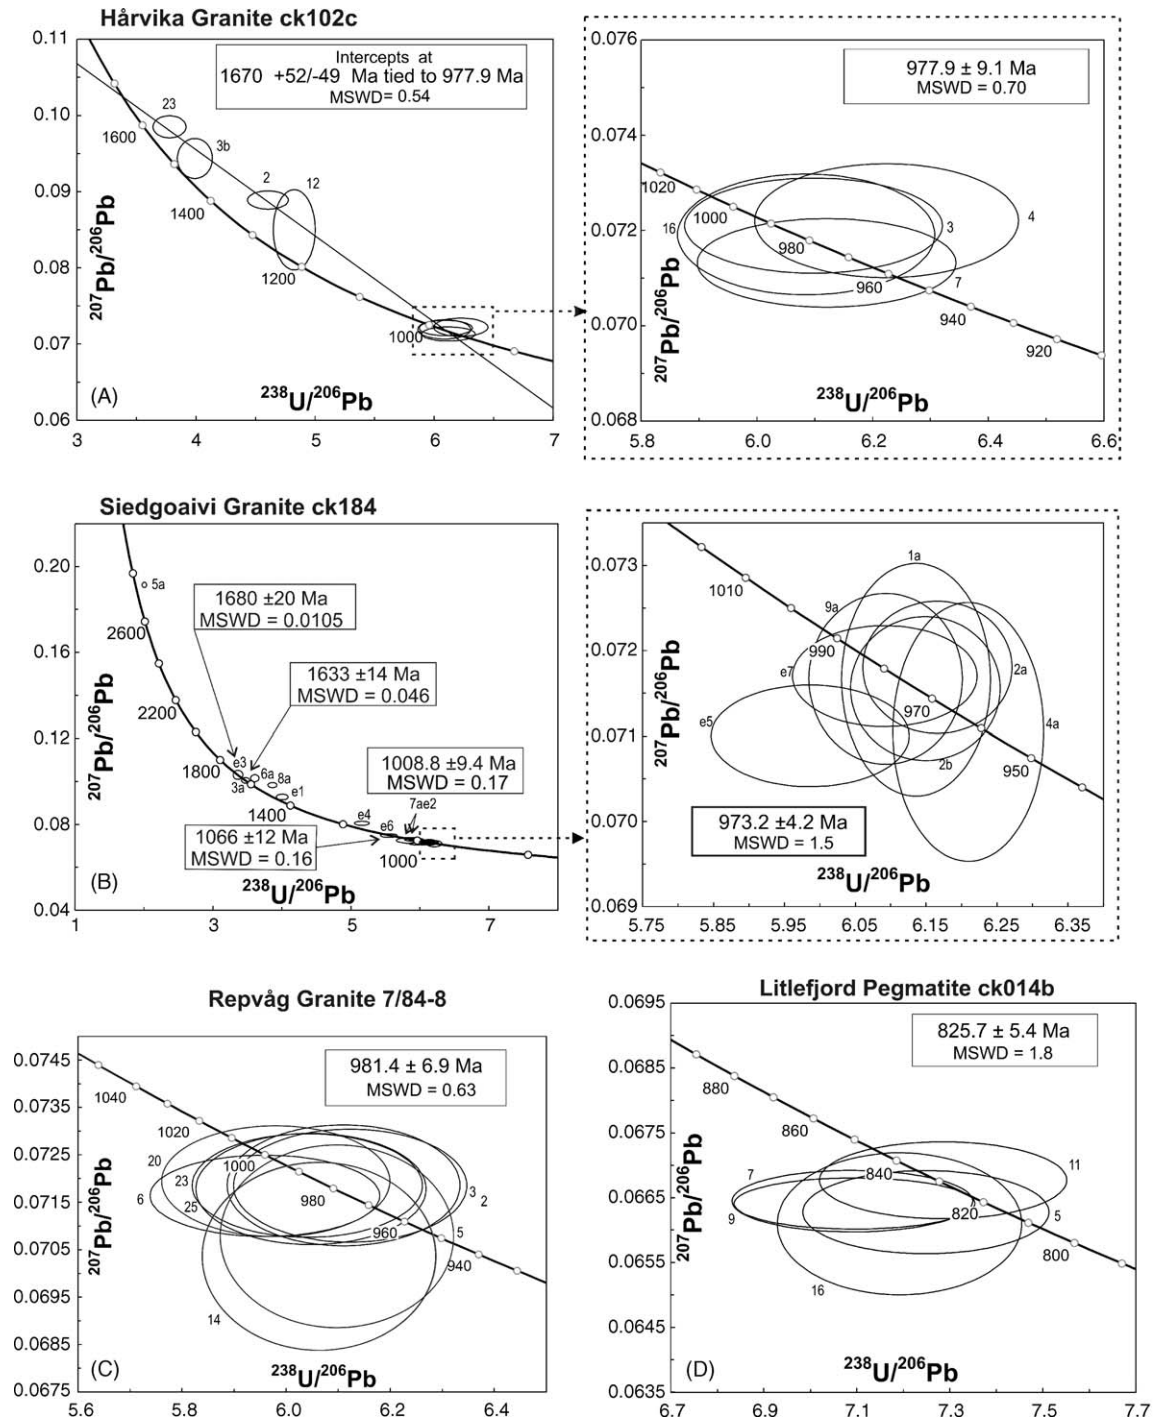 Hårvika Granite ck102c
0.11
0.10
0.09
0.08
0.07
0.06
207Pb/206Pb
Intercepts at
1670 +52/-49 Ma tied to 977.9 Ma
MSWD= 0.54
23
1600
3b
2
12
1400
1200
1000
(A)
238U/206Pb
3
4
5
6
7
0.076
0.074
0.072
0.070
0.068
207Pb/206Pb
977.9 ± 9.1 Ma
MSWD = 0.70
1020
1000
16
980
3
4
960
7
940
920
238U/206Pb
5.8
6.0
6.2
6.4
6.6
Siedgoaivi Granite ck184
0.20
0.16
0.12
0.08
0.04
207Pb/206Pb
5a
2600
1680 ±20 Ma
MSWD = 0.0105
2200
1633 ±14 Ma
MSWD = 0.046
1800
e3
3a
6a
8a
e1
1400
1008.8 ±9.4 Ma
MSWD = 0.17
e4
7ae2
e6
1066 ±12 Ma
MSWD = 0.16
1000
(B)
238U/206Pb
1
3
5
7
0.073
0.072
0.071
0.070
0.069
207Pb/206Pb
1010
1a
9a
990
e7
2a
970
e5
4a
950
2b
973.2 ±4.2 Ma
MSWD = 1.5
238U/206Pb
5.75
5.85
5.95
6.05
6.15
6.25
6.35
Repvåg Granite 7/84-8
0.0745
0.0735
0.0725
0.0715
0.0705
0.0695
0.0685
0.0675
207Pb/206Pb
981.4 ± 6.9 Ma
MSWD = 0.63
1040
1020
20
1000
23
6
25
980
3
2
960
5
940
14
(C)
238U/206Pb
5.6
5.8
6.0
6.2
6.4
Litlefjord Pegmatite ck014b
0.0695
0.0685
0.0675
0.0665
0.0655
0.0645
0.0635
207Pb/206Pb
825.7 ± 5.4 Ma
MSWD = 1.8
880
860
7
840
11
9
820
5
800
16
(D)
238U/206Pb
6.7
6.9
7.1
7.3
7.5
7.7